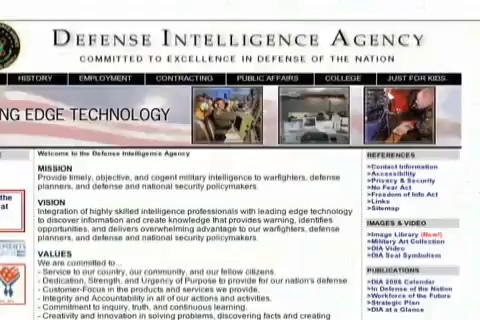 DEFENSE INTELLIGENCE AGENCY
COMMITTED TO EXCELLENCE IN DEFENSE OF THE NATION
HISTORY EMPLOYMENT CONTRACTING PUBLIC AFFAIRS COLLEGE JUST FOR KIDS
NG EDGE TECHNOLOGY
Welcome to the Defense Intelligence Agency
MISSION
Provide timely, objective, and cogent military intelligence to warfighters, defense
planners, and defense and national security policymakers.
VISION
Integration of highly skilled intelligence professionals with leading edge technology
to discover information and create knowledge that provides warning, identifies
opportunities, and delivers overwhelming advantage to our warfighters, defense
planners, and defense and national security policymakers.
VALUES
We are committed to...
- Service to our country, our community, and our fellow citizens.
- Dedication, Strength, and Urgency of Purpose to provide for our nation's defense
- Customer-Focus in the products and services we provide.
- Integrity and Accountability in all of our actions and activities.
- Commitment to inquiry, truth, and continuous learning.
- Creativity and Innovation in solving problems, discovering facts and creating
the
at
REFERENCES
>Contact Information
>Accessibility
>Privacy & Security
>No Fear Act
>Freedom of Info Act
>Links
>Sitemap
IMAGES & VIDEO
>Image Library (New!)
>Military Art Collection
>DIA Video
>DIA Seal Symbolism
PUBLICATIONS
>DIA 2006 Calendar
>In Defense of the Nation
>Workforce of the Future
>Strategic Plan
>DIA at a Glance